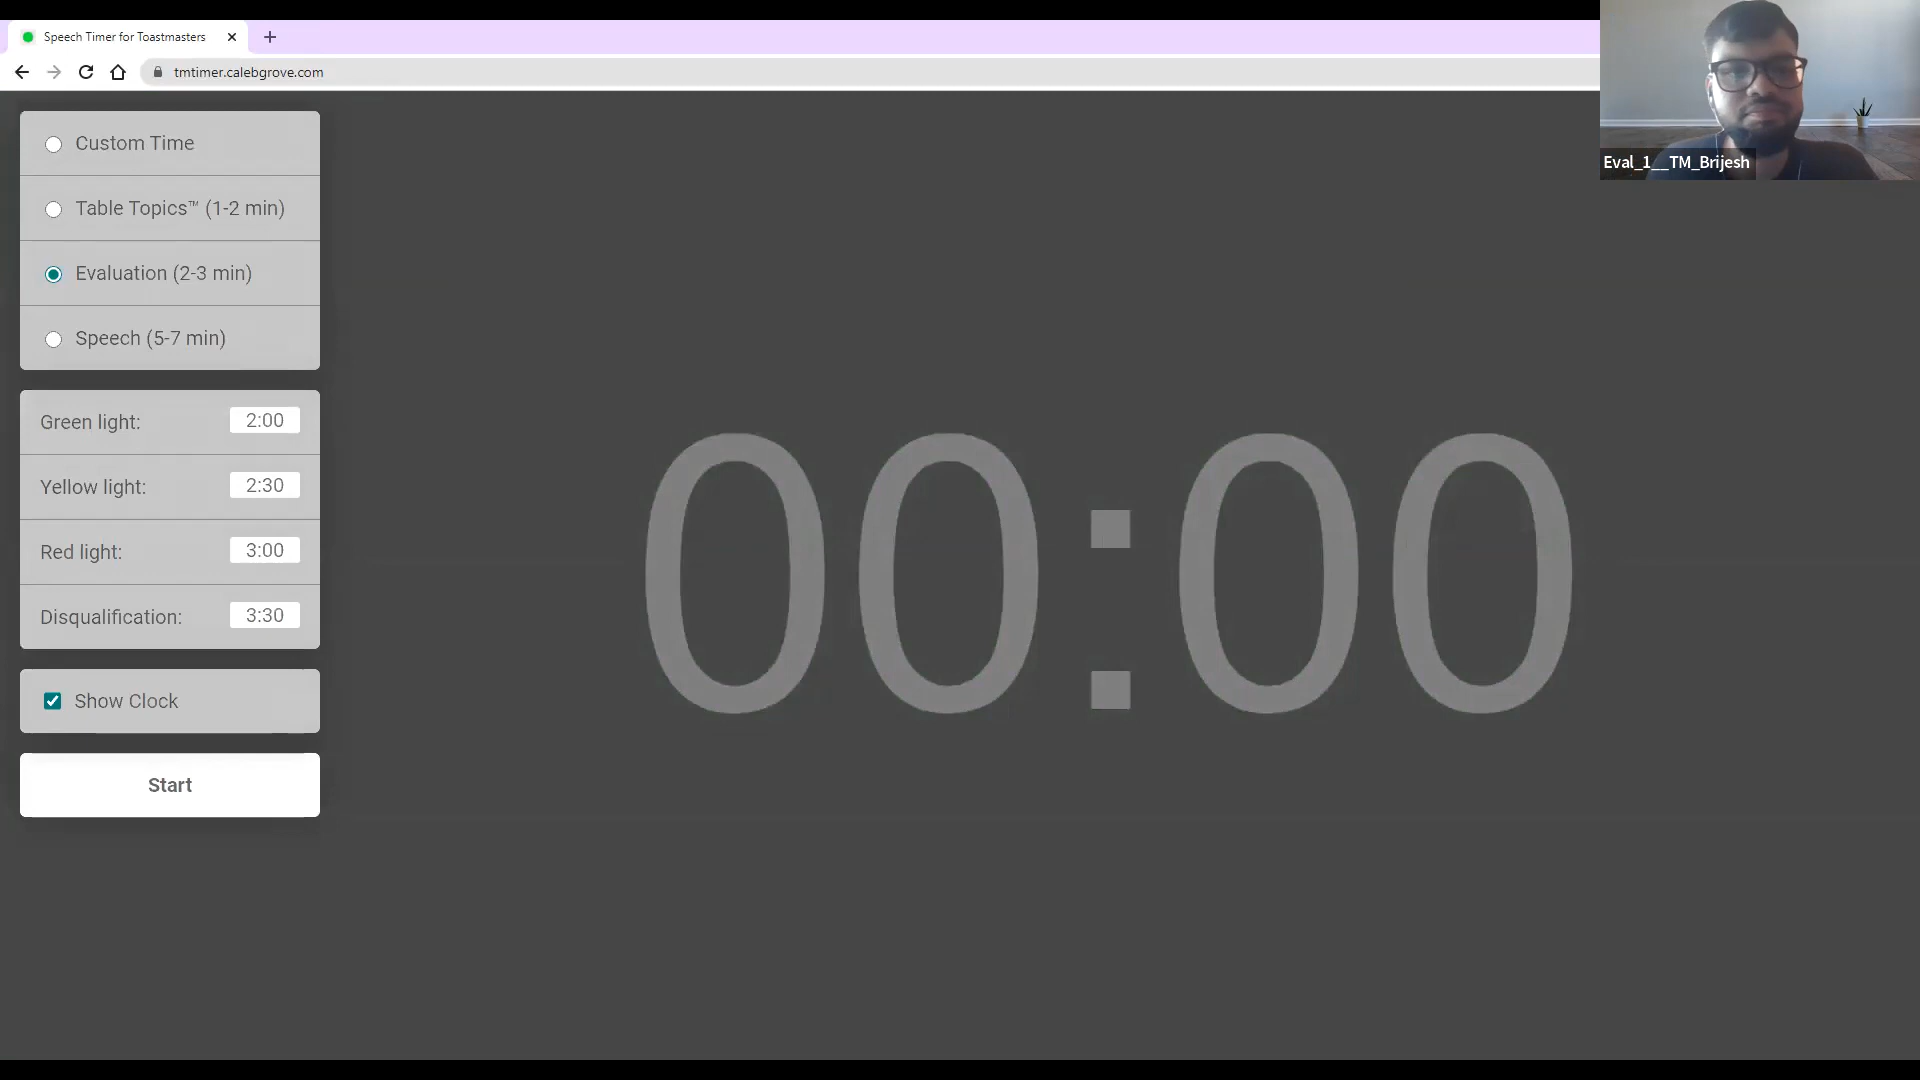 Speech Timer for Toastmasters
tmtimer.calebgrove.com
Eval_1__TM_Brijesh
Custom Time
Table Topics™ (1-2 min)
Evaluation (2-3 min)
Speech (5-7 min)
Green light: 2:00
Yellow light: 2:30
Red light: 3:00
Disqualification: 3:30
Show Clock
Start
00:00